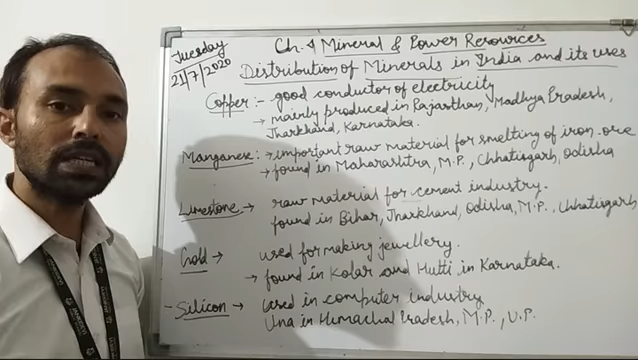 Tuesday
21/7/2020
Ch. 4 Mineral & Power Resources
Distribution of Minerals in India and its uses
Copper :- good conductor of electricity
→ mainly produced in Rajasthan, Madhya Pradesh,
Jharkhand, Karnataka.
Manganese :→ important raw material for smelting of iron-ore
→ found in Maharashtra, M.P., Chhatisgarh, Odisha
Limestone → raw material for cement industry.
found in Bihar, Jharkhand, Odisha, M.P., Chhatisgarh
Gold → used for making jewellery.
→ found in Kolar and Hutti in Karnataka.
- Silicon → used in computer industry
Una in Himachal Pradesh, M.P., U.P.